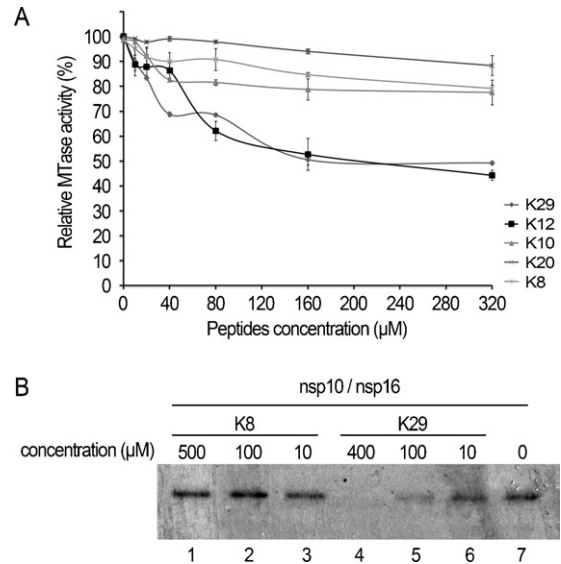 A
Relative MTase activity (%)
100
90
80
70
60
50
40
30
20
10
0
0 40 80 120 160 200 240 280 320
Peptides concentration (µM)
K29
K12
K10
K20
K8
B
nsp10 / nsp16
K8 K29
concentration (µM) 500 100 10 400 100 10 0
1 2 3 4 5 6 7